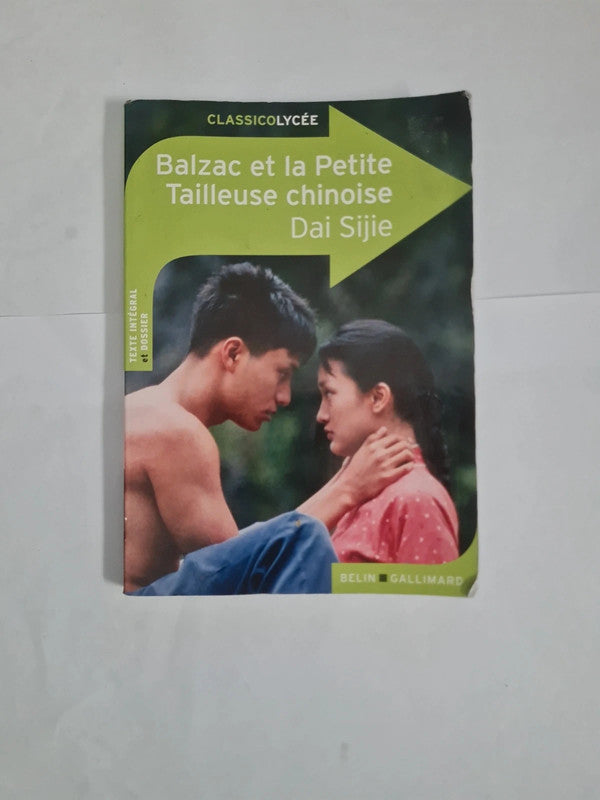 CLASSICOLYCÉE
Balzac et la Petite
Tailleuse chinoise
Dai Sijie
TEXTE INTÉGRAL
et DOSSIER
BELIN ■ GALLIMARD